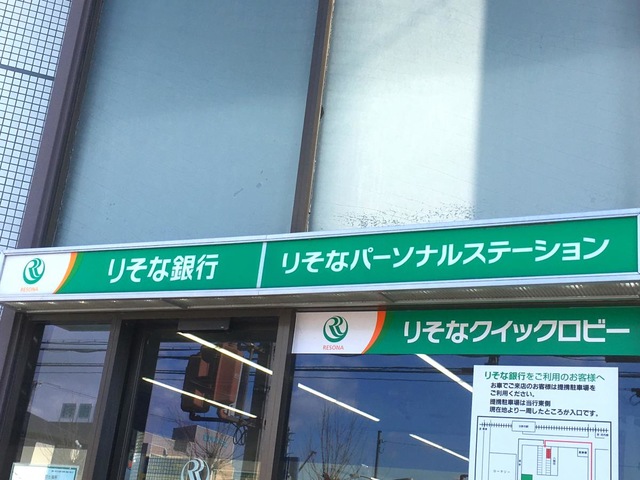 RESONA
りそな銀行
りそなパーソナルステーション
RESONA
りそなクイックロビー
りそな銀行をご利用のお客様へ
お車でご来店のお客様は提携駐車場を
ご利用ください。
提携駐車場は当行東側
現在地より一周したところが入口です。